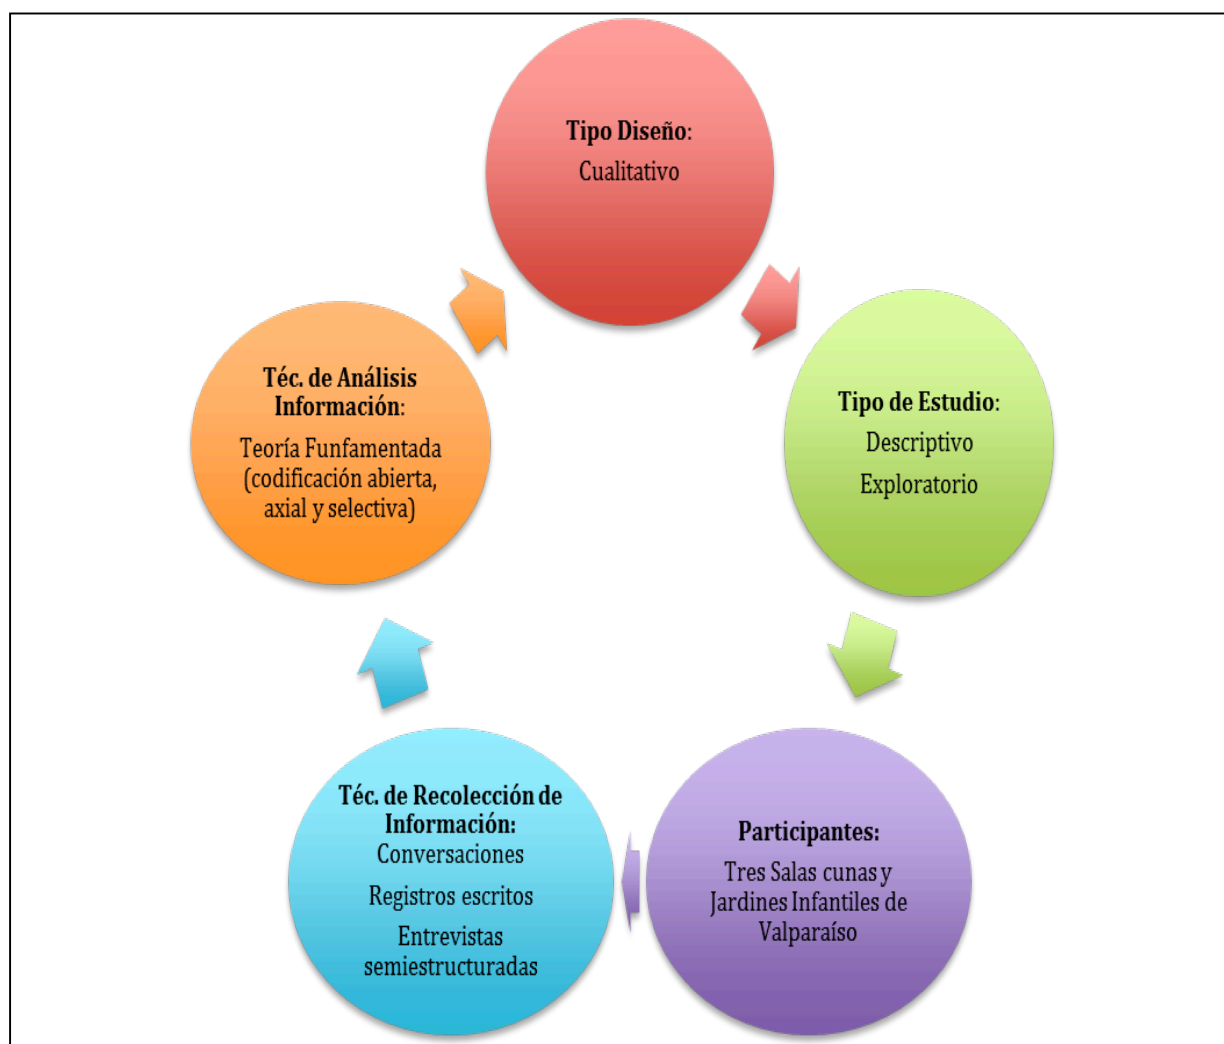 Tipo Diseño:
Cualitativo
Tipo de Estudio:
Descriptivo
Exploratorio
Participantes:
Tres Salas cunas y
Jardines Infantiles de
Valparaíso
Téc. de Recolección de
Información:
Conversaciones
Registros escritos
Entrevistas
semiestructuradas
Téc. de Análisis
Información:
Teoría Funfamentada
(codificación abierta,
axial y selectiva)